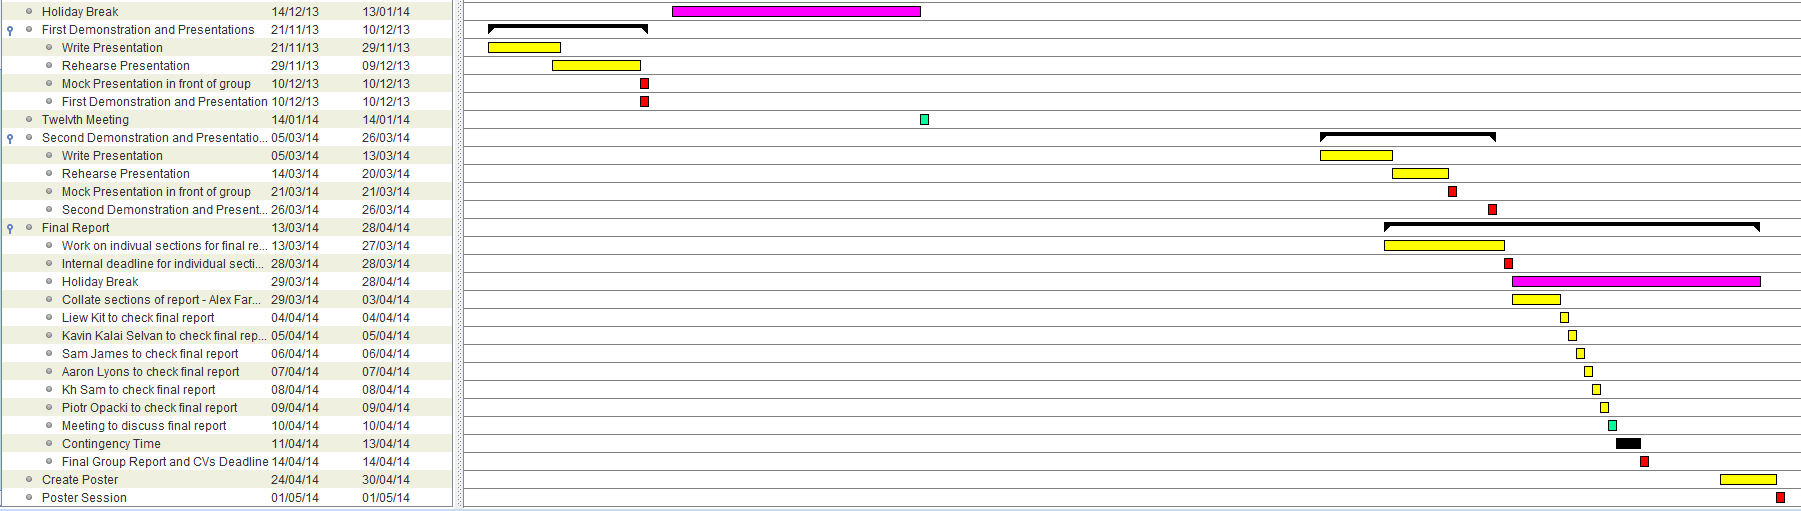 Holiday Break 14/12/13 13/01/14
First Demonstration and Presentations 21/11/13 10/12/13
Write Presentation 21/11/13 29/11/13
Rehearse Presentation 29/11/13 09/12/13
Mock Presentation in front of group 10/12/13 10/12/13
First Demonstration and Presentation 10/12/13 10/12/13
Twelvth Meeting 14/01/14 14/01/14
Second Demonstration and Presentatio... 05/03/14 26/03/14
Write Presentation 05/03/14 13/03/14
Rehearse Presentation 14/03/14 20/03/14
Mock Presentation in front of group 21/03/14 21/03/14
Second Demonstration and Present... 26/03/14 26/03/14
Final Report 13/03/14 28/04/14
Work on indivual sections for final re... 13/03/14 27/03/14
Internal deadline for individual secti... 28/03/14 28/03/14
Holiday Break 29/03/14 28/04/14
Collate sections of report - Alex Far... 29/03/14 03/04/14
Liew Kit to check final report 04/04/14 04/04/14
Kavin Kalai Selvan to check final rep... 05/04/14 05/04/14
Sam James to check final report 06/04/14 06/04/14
Aaron Lyons to check final report 07/04/14 07/04/14
Kh Sam to check final report 08/04/14 08/04/14
Piotr Opacki to check final report 09/04/14 09/04/14
Meeting to discuss final report 10/04/14 10/04/14
Contingency Time 11/04/14 13/04/14
Final Group Report and CVs Deadline 14/04/14 14/04/14
Create Poster 24/04/14 30/04/14
Poster Session 01/05/14 01/05/14